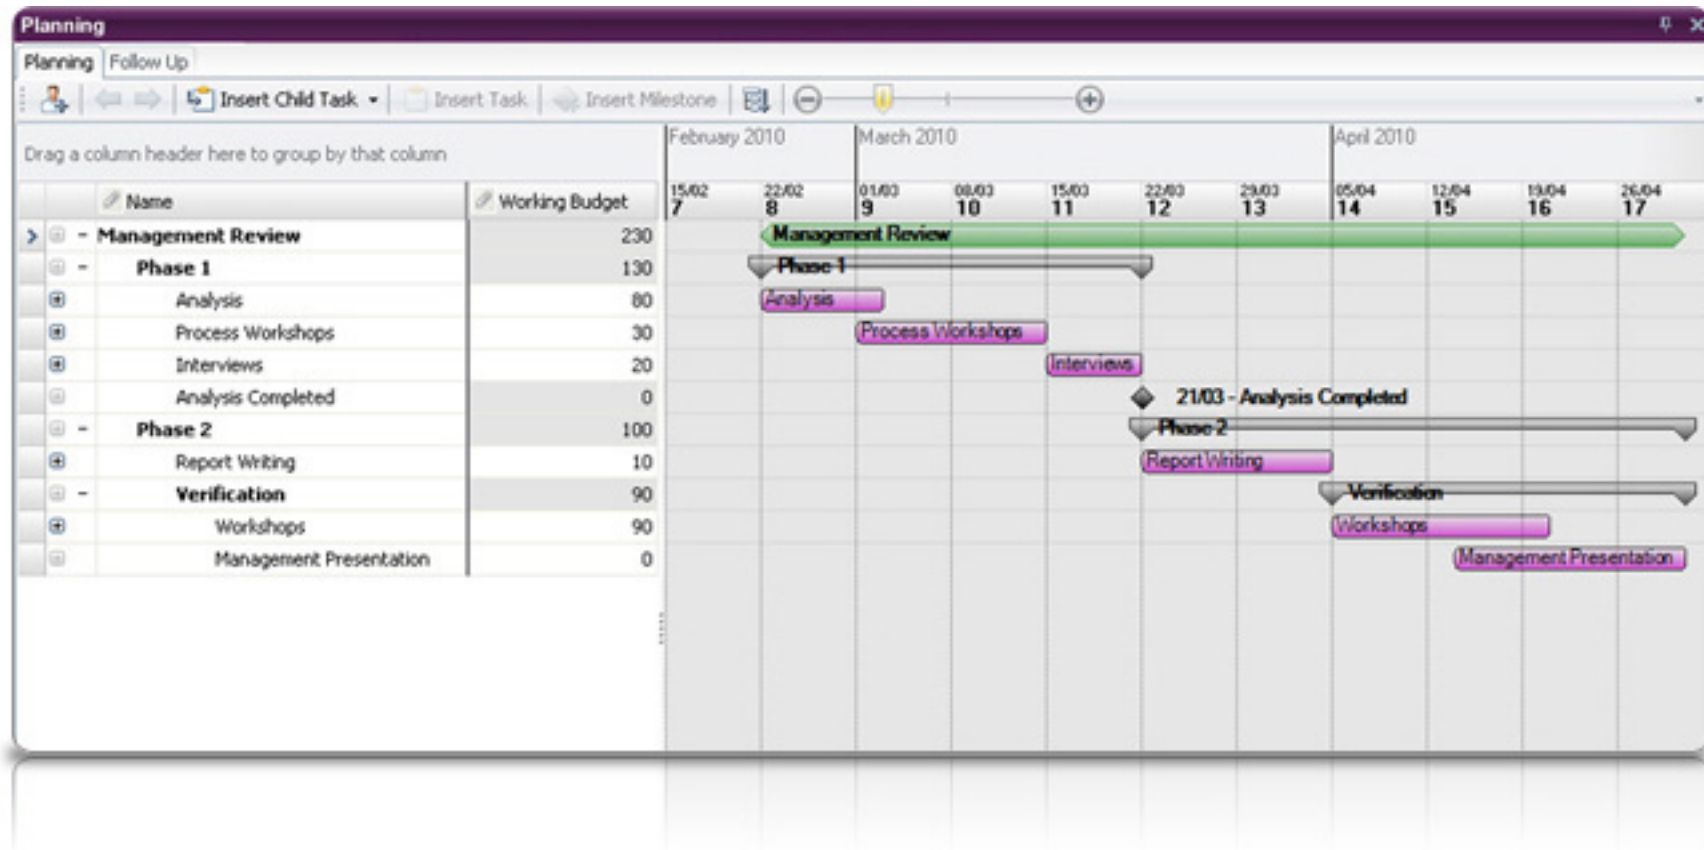 Planning
Planning Follow Up
Insert Child Task Insert Task Insert Milestone
Drag a column header here to group by that column
February 2010 March 2010 April 2010
Name Working Budget
15/02 22/02 01/03 08/03 15/03 22/03 29/03 05/04 12/04 19/04 26/04
7 8 9 10 11 12 13 14 15 16 17
Management Review 230 Management Review
Phase 1 130 Phase 1
Analysis 80 Analysis
Process Workshops 30 Process Workshops
Interviews 20 Interviews
Analysis Completed 0 21/03 - Analysis Completed
Phase 2 100 Phase 2
Report Writing 10 Report Writing
Verification 90 Verification
Workshops 90 Workshops
Management Presentation 0 Management Presentation